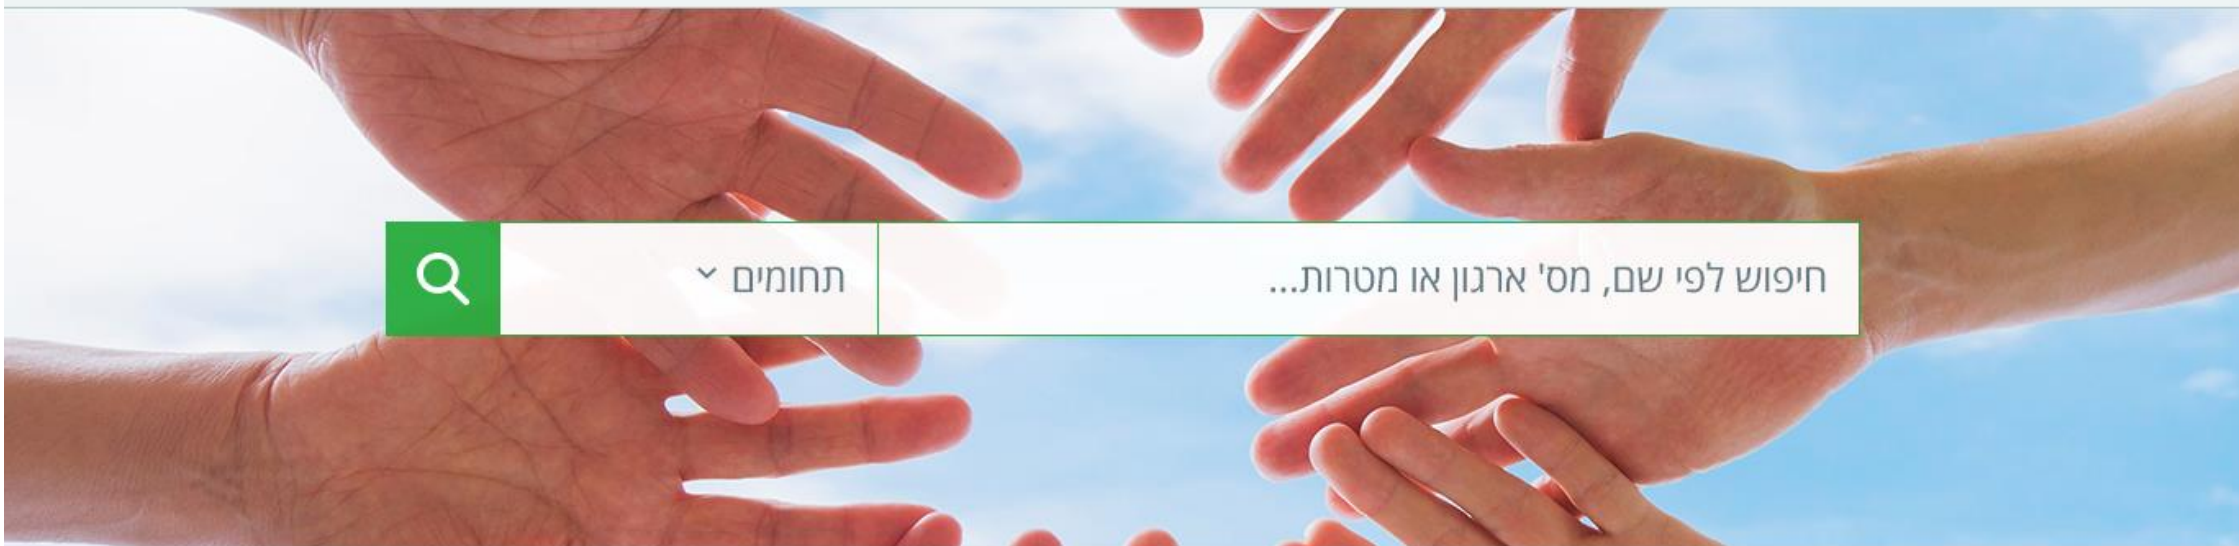 חיפוש לפי שם, מס' ארגון או מטרות...
תחומים